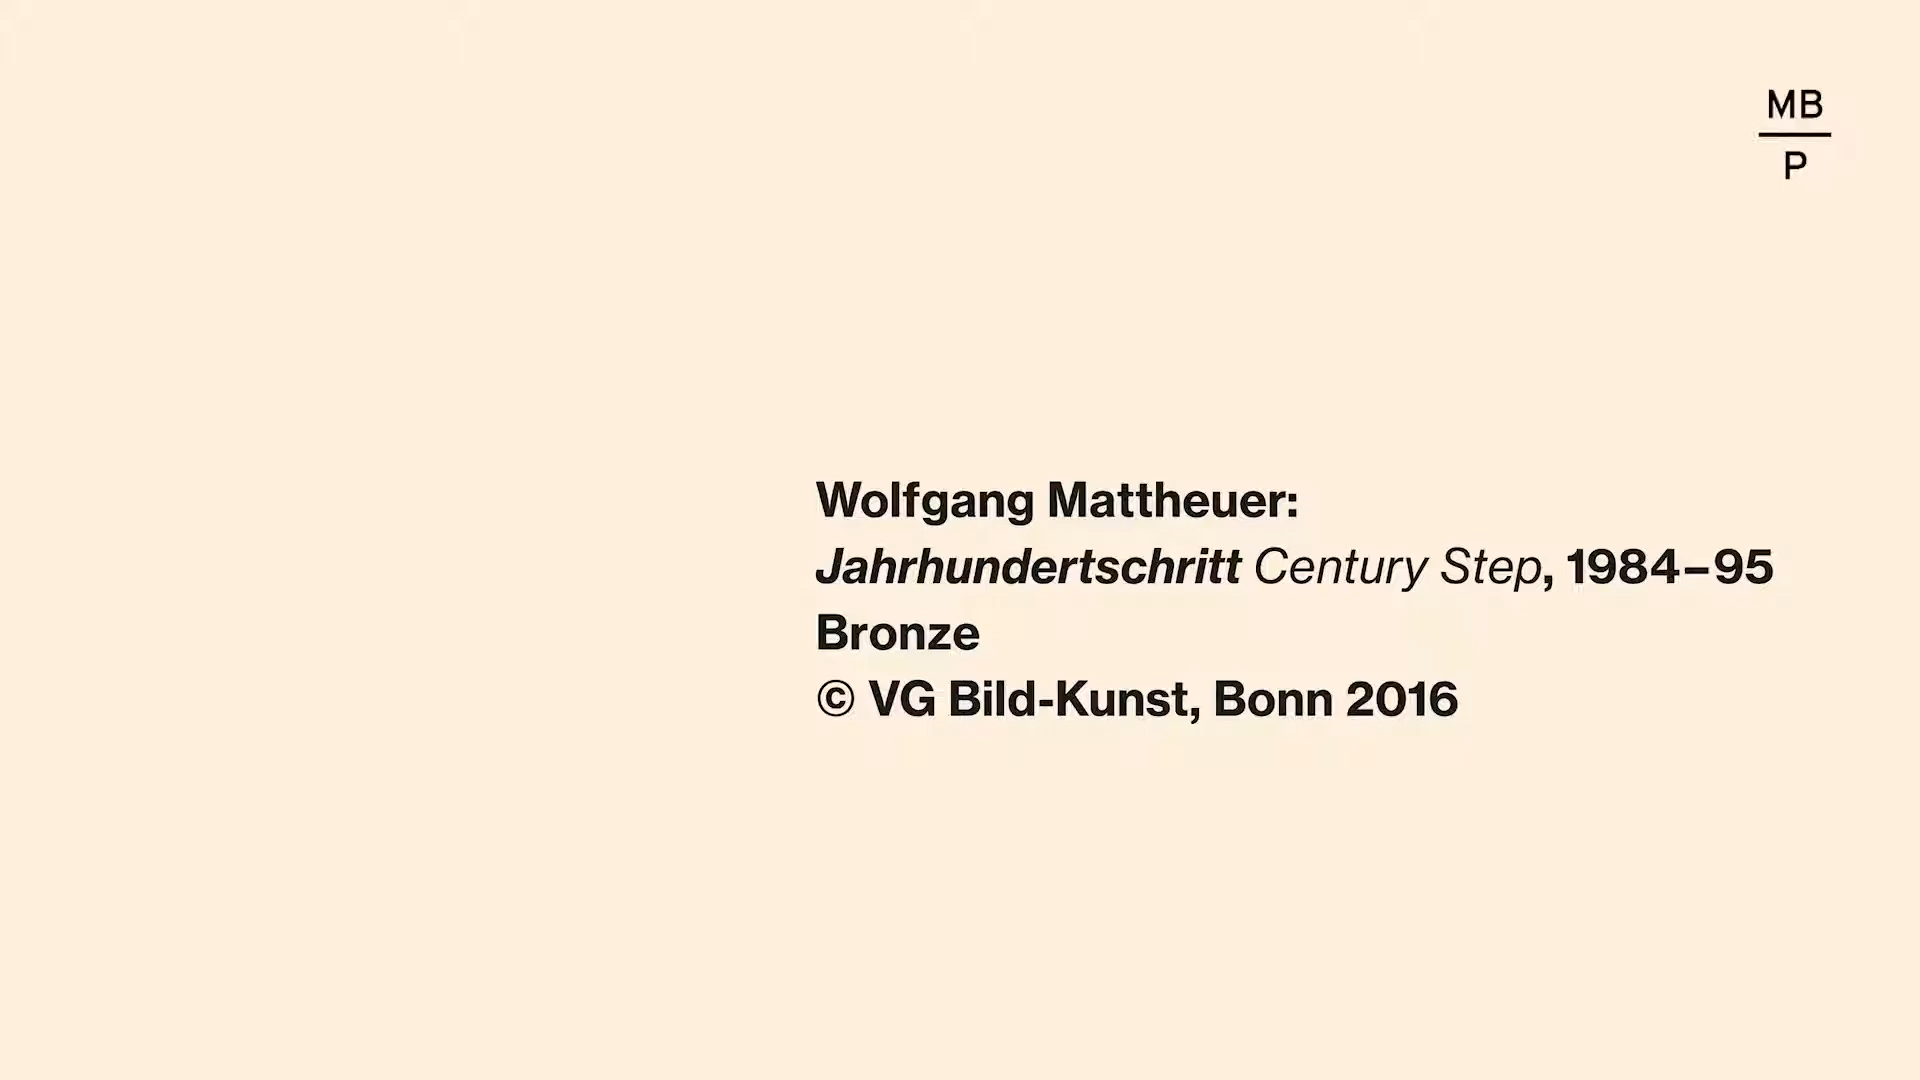 MB
P
Wolfgang Mattheuer:
Jahrhundertschritt Century Step, 1984–95
Bronze
© VG Bild-Kunst, Bonn 2016